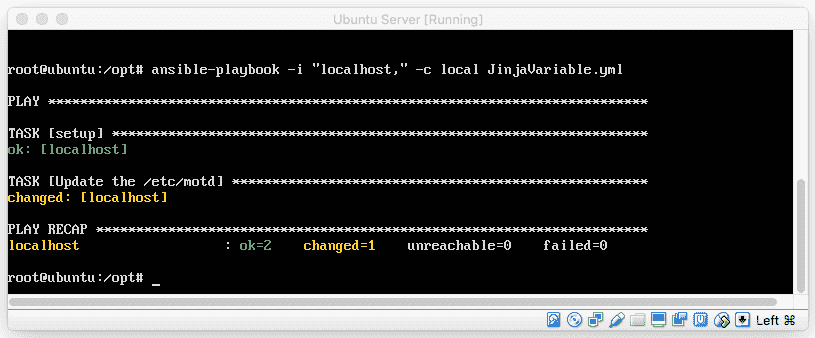 Ubuntu Server [Running]
root@ubuntu:/opt# ansible-playbook -i "localhost," -c local JinjaVariable.yml
PLAY ***************************************************************************
TASK [setup] *******************************************************************
ok: [localhost]
TASK [Update the /etc/motd] ****************************************************
changed: [localhost]
PLAY RECAP *********************************************************************
localhost                  : ok=2    changed=1    unreachable=0    failed=0
root@ubuntu:/opt# _
Left ⌘